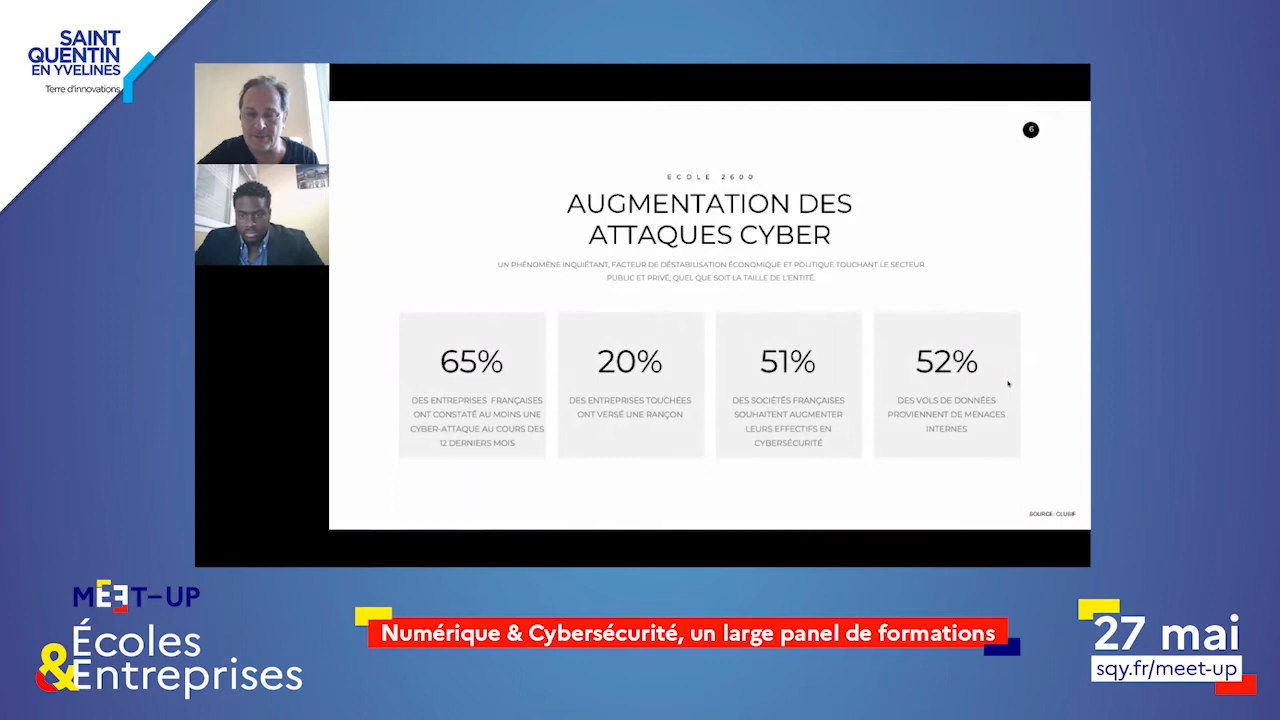 SAINT
QUENTIN
EN YVELINES
Terre d'innovations
6
ECOLE 2600
AUGMENTATION DES
ATTAQUES CYBER
UN PHÉNOMÈNE INQUIÉTANT, FACTEUR DE DÉSTABILISATION ÉCONOMIQUE ET POLITIQUE TOUCHANT LE SECTEUR
PUBLIC ET PRIVÉ, QUEL QUE SOIT LA TAILLE DE L'ENTITÉ.
65%
DES ENTREPRISES FRANÇAISES
ONT CONSTATÉ AU MOINS UNE
CYBER-ATTAQUE AU COURS DES
12 DERNIERS MOIS
20%
DES ENTREPRISES TOUCHÉES
ONT VERSÉ UNE RANÇON
51%
DES SOCIÉTÉS FRANÇAISES
SOUHAITENT AUGMENTER
LEURS EFFECTIFS EN
CYBERSÉCURITÉ
52%
DES VOLS DE DONNÉES
PROVIENNENT DE MENACES
INTERNES
SOURCE: CLUSIF
MEET-UP
Écoles
&Entreprises
Numérique & Cybersécurité, un large panel de formations
27 mai
sqy.fr/meet-up